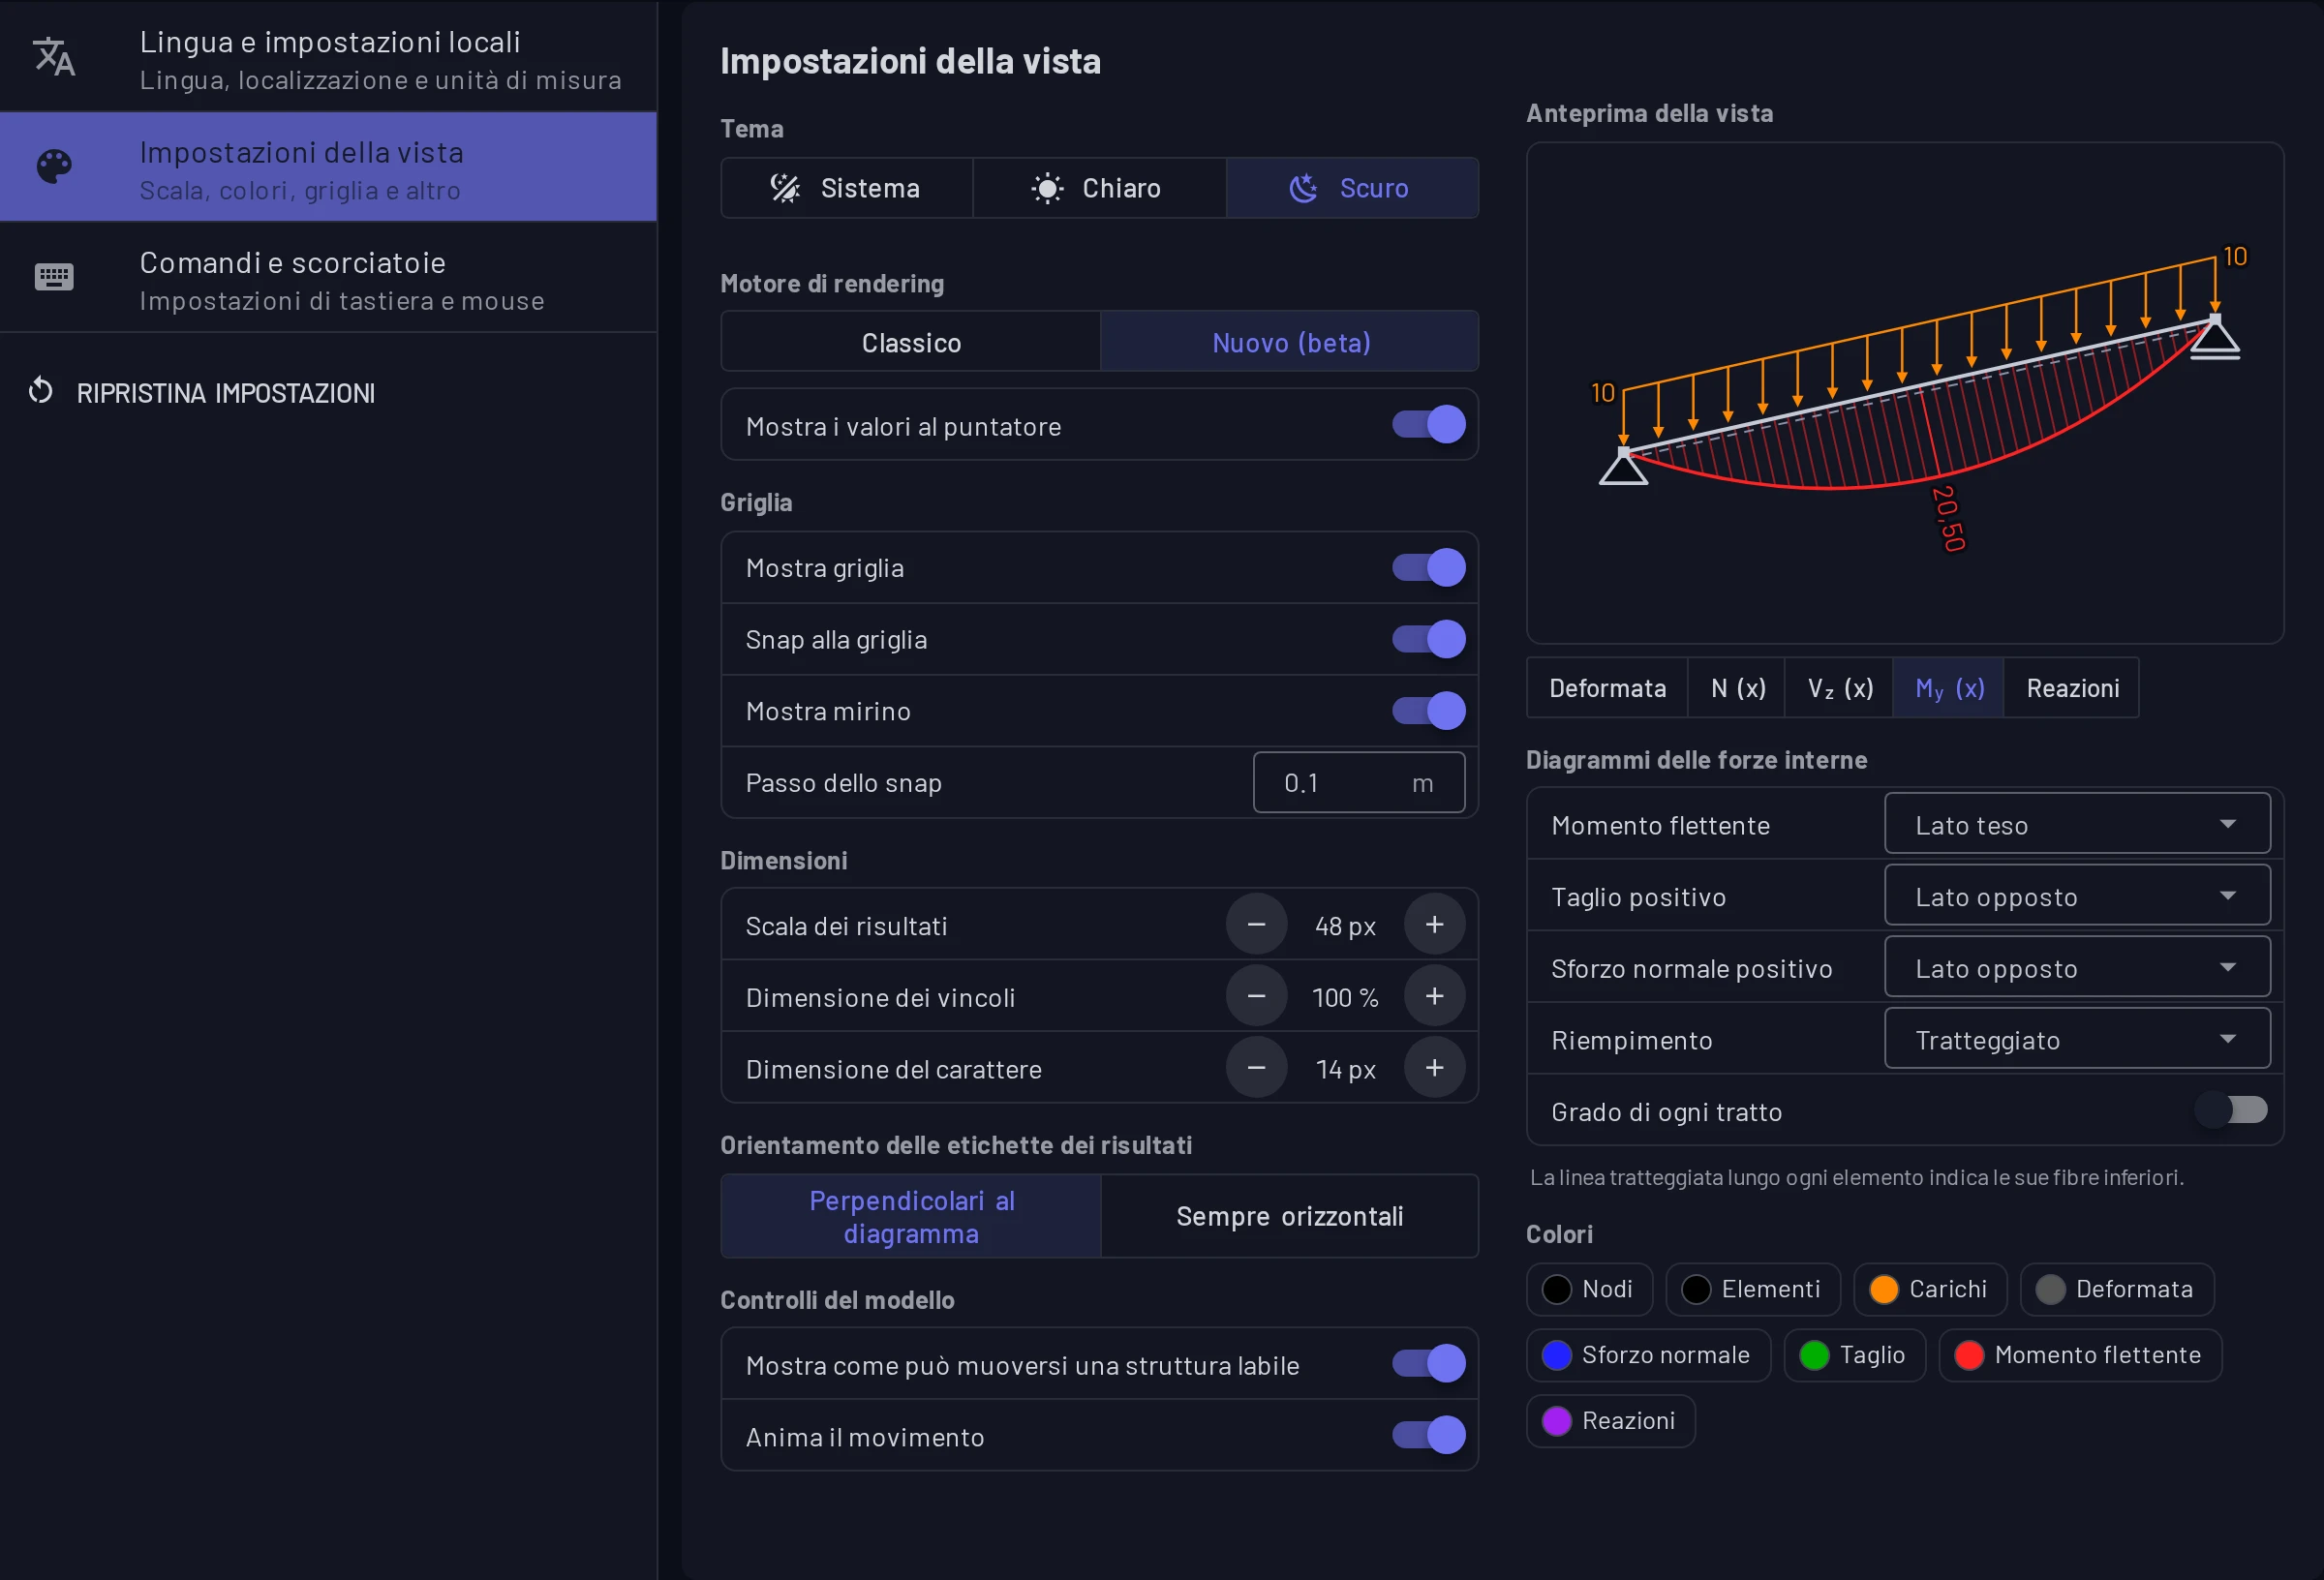 Lingua e impostazioni locali
Lingua, localizzazione e unità di misura
Impostazioni della vista
Scala, colori, griglia e altro
Comandi e scorciatoie
Impostazioni di tastiera e mouse
RIPRISTINA IMPOSTAZIONI
Impostazioni della vista
Tema
Sistema
Chiaro
Scuro
Motore di rendering
Classico
Nuovo (beta)
Mostra i valori al puntatore
Griglia
Mostra griglia
Snap alla griglia
Mostra mirino
Passo dello snap
0.1 m
Dimensioni
Scala dei risultati
− 48 px +
Dimensione dei vincoli
− 100 % +
Dimensione del carattere
− 14 px +
Orientamento delle etichette dei risultati
Perpendicolari al
diagramma
Sempre orizzontali
Controlli del modello
Mostra come può muoversi una struttura labile
Anima il movimento
Anteprima della vista
10
10
20,50
Deformata
N (x)
Vz (x)
My (x)
Reazioni
Diagrammi delle forze interne
Momento flettente
Lato teso
Taglio positivo
Lato opposto
Sforzo normale positivo
Lato opposto
Riempimento
Tratteggiato
Grado di ogni tratto
La linea tratteggiata lungo ogni elemento indica le sue fibre inferiori.
Colori
Nodi
Elementi
Carichi
Deformata
Sforzo normale
Taglio
Momento flettente
Reazioni